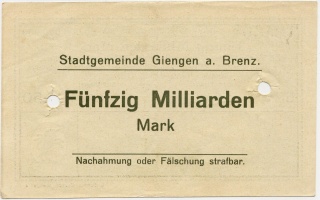 Stadtgemeinde Giengen a. Brenz.
Fünfzig Milliarden
Mark
Nachahmung oder Fälschung strafbar.